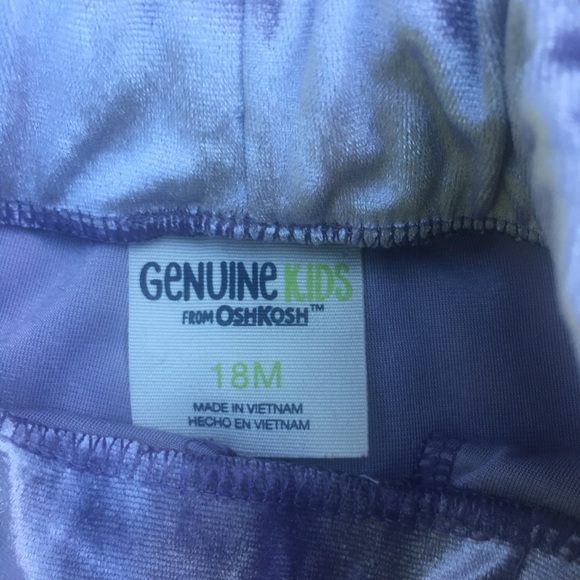 GENUINE KIDS
FROM OSHKOSH™
18M
MADE IN VIETNAM
HECHO EN VIETNAM